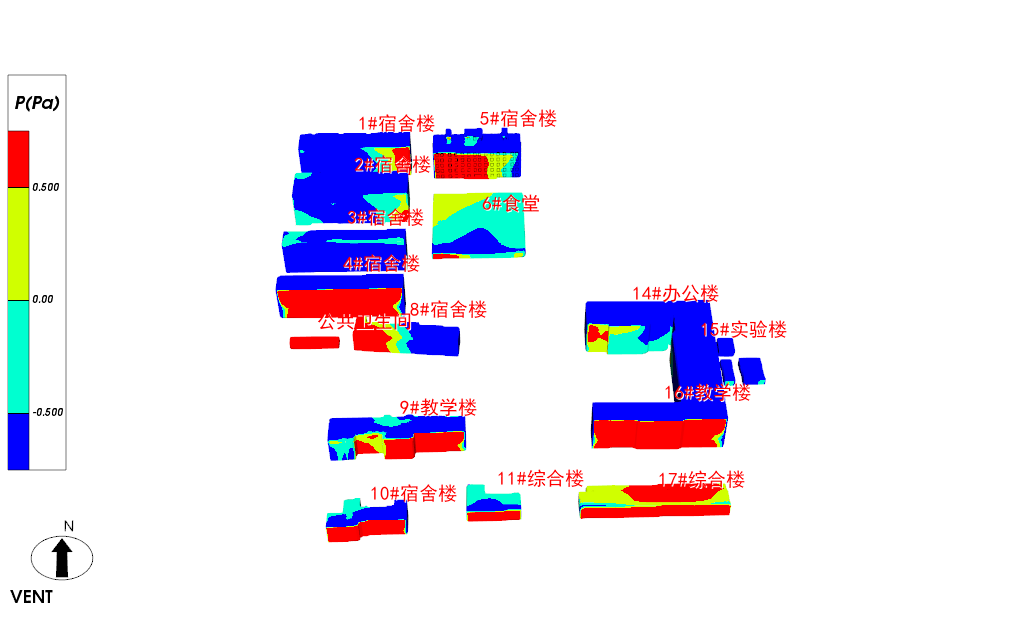 P(Pa)
0.500
0.00
-0.500
N
VENT
1#宿舍楼
5#宿舍楼
2#宿舍楼
6#食堂
3#宿舍楼
4#宿舍楼
8#宿舍楼
公共卫生间
14#办公楼
15#实验楼
16#教学楼
9#教学楼
11#综合楼
17#综合楼
10#宿舍楼